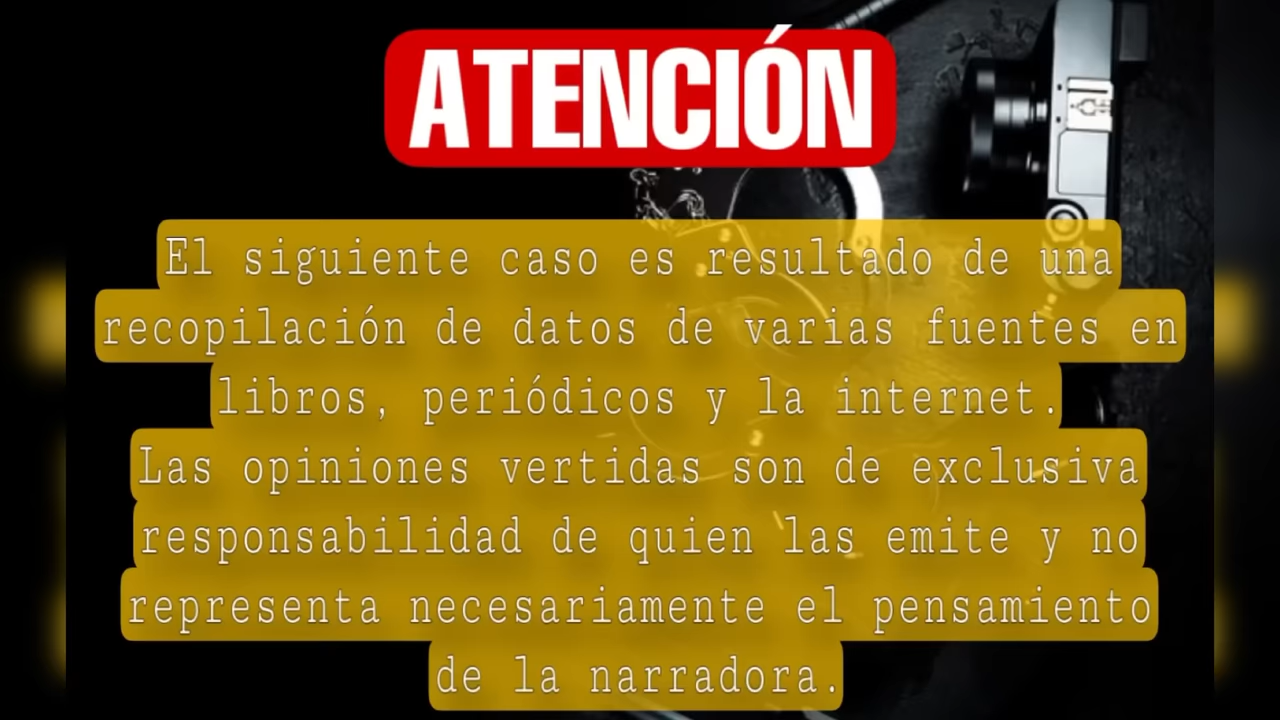 ATENCIÓN
El siguiente caso es resultado de una
recopilación de datos de varias fuentes en
libros, periódicos y la internet.
Las opiniones vertidas son de exclusiva
responsabilidad de quien las emite y no
representa necesariamente el pensamiento
de la narradora.